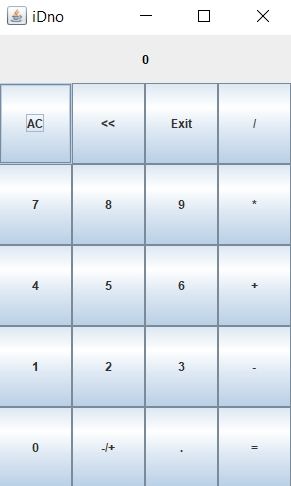 iDno
0
AC << Exit /
7 8 9 *
4 5 6 +
1 2 3 -
0 -/+ . =